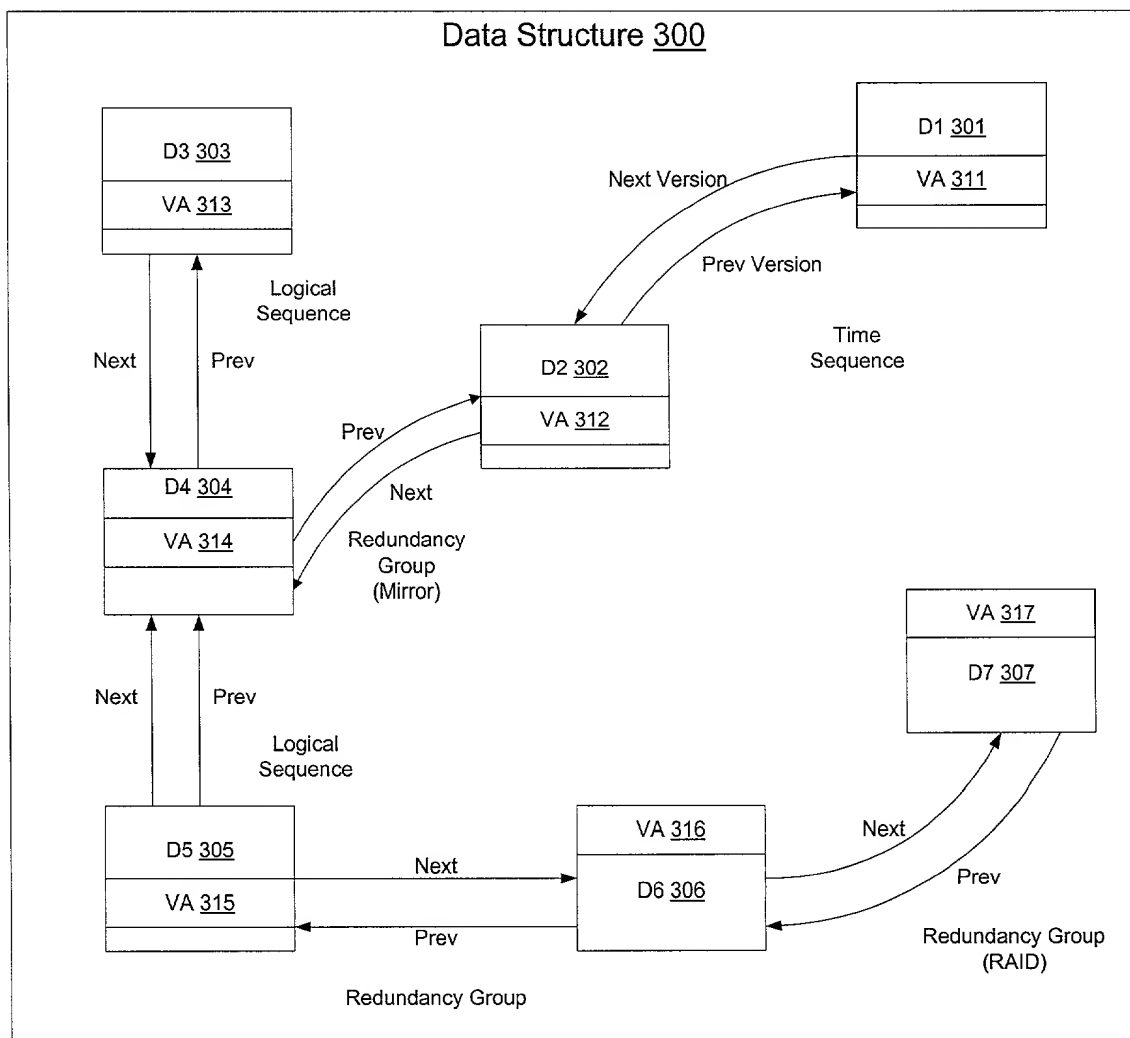 Data Structure 300
D1 301
VA 311
D3 303
VA 313
Next Version
Prev Version
Logical
Sequence
Next
Prev
Time
Sequence
D2 302
VA 312
Prev
Next
D4 304
VA 314
Redundancy
Group
(Mirror)
VA 317
D7 307
Next
Prev
Logical
Sequence
D5 305
VA 315
Next
Prev
VA 316
D6 306
Next
Prev
Redundancy Group
(RAID)
Redundancy Group